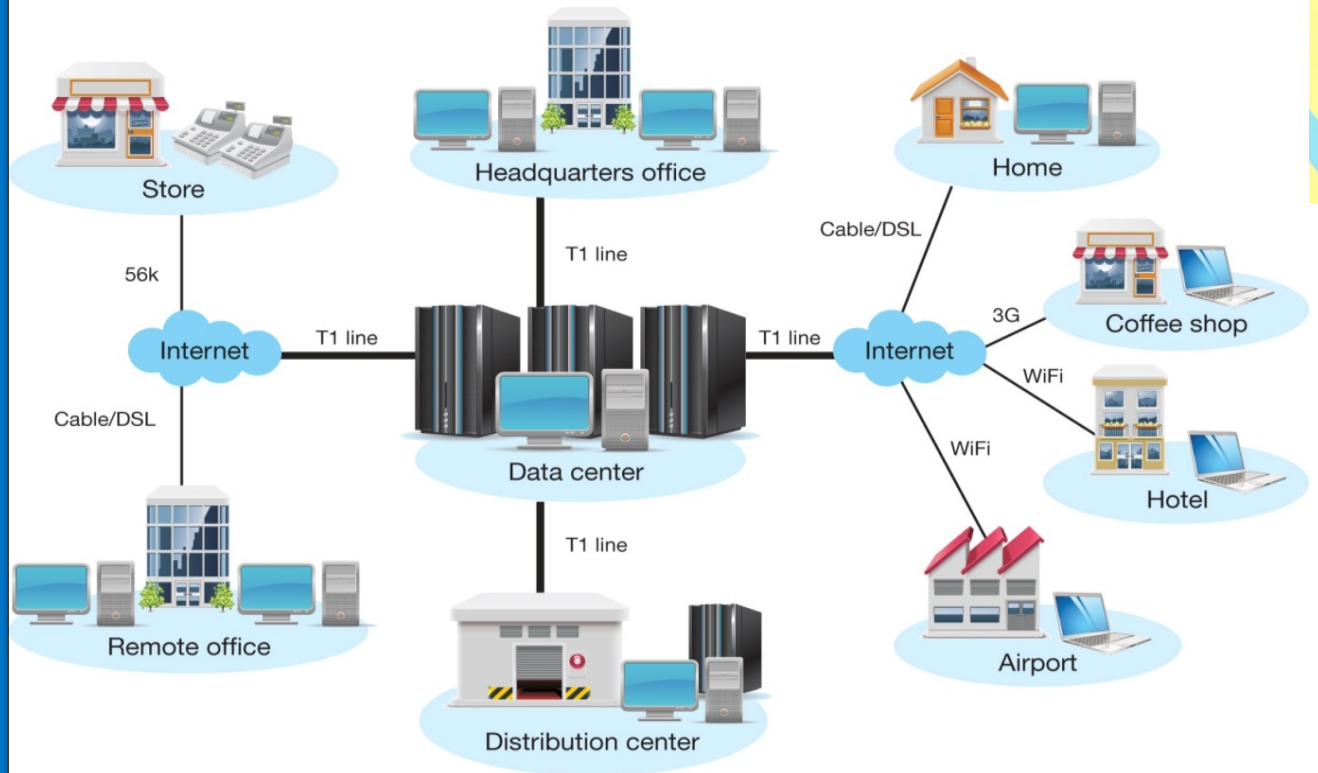 Store
Headquarters office
Home
Cable/DSL
T1 line
56k
3G
Coffee shop
Internet
T1 line
T1 line
Internet
WiFi
Cable/DSL
WiFi
Data center
Hotel
T1 line
Remote office
Airport
Distribution center